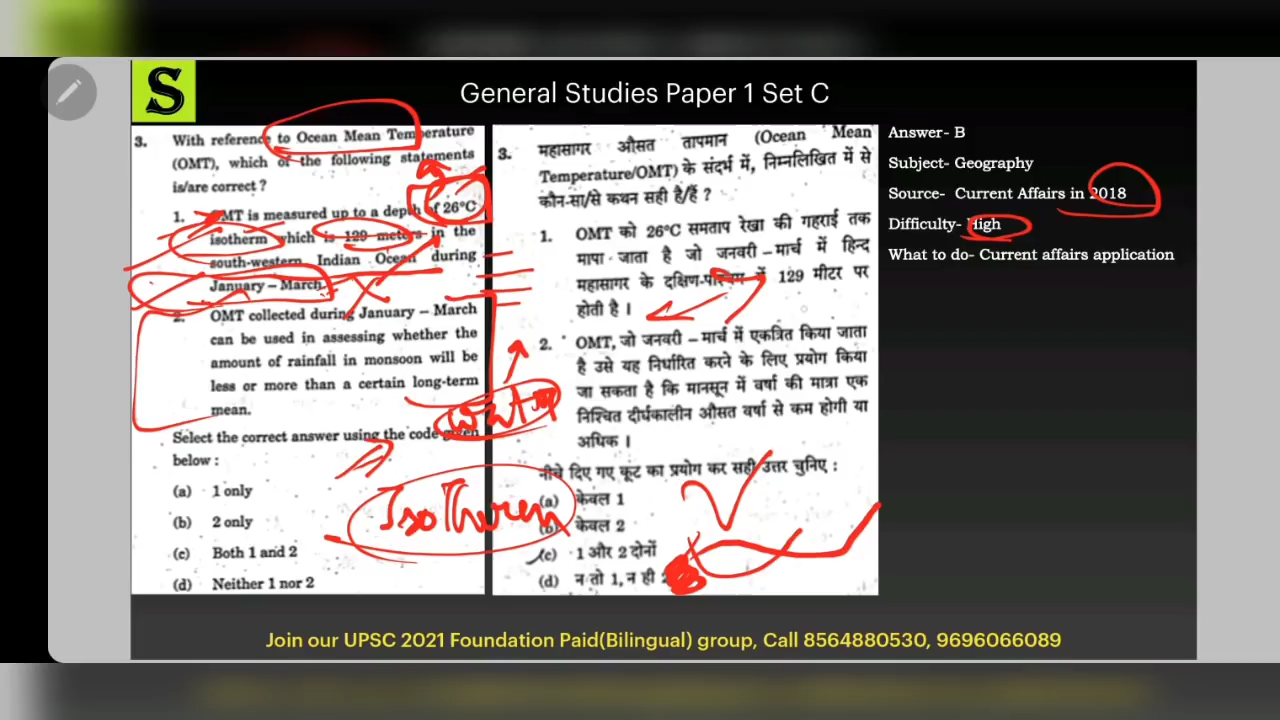 S
General Studies Paper 1 Set C
3. With reference to Ocean Mean Temperature
(OMT), which of the following statements
is/are correct ?
1. OMT is measured up to a depth of 26°C
isotherm which is 129 meters in the
south-western Indian Ocean during
January – March.
2. OMT collected during January – March
can be used in assessing whether the
amount of rainfall in monsoon will be
less or more than a certain long-term
mean.
Select the correct answer using the code given
below :
(a) 1 only
(b) 2 only
(c) Both 1 and 2
(d) Neither 1 nor 2
IsoTherem
3. महासागर औसत तापमान (Ocean Mean
Temperature/OMT) के संदर्भ में, निम्नलिखित में से
कौन-सा/से कथन सही है/हैं ?
1. OMT को 26°C समताप रेखा की गहराई तक
मापा जाता है जो जनवरी – मार्च में हिन्द
महासागर के दक्षिण-पश्चिम में 129 मीटर पर
होती है ।
2. OMT, जो जनवरी – मार्च में एकत्रित किया जाता
है उसे यह निर्धारित करने के लिए प्रयोग किया
जा सकता है कि मानसून में वर्षा की मात्रा एक
निश्चित दीर्घकालीन औसत वर्षा से कम होगी या
अधिक ।
नीचे दिए गए कूट का प्रयोग कर सही उत्तर चुनिए :
(a) केवल 1
(b) केवल 2
(c) 1 और 2 दोनों
(d) न तो 1, न ही 2
Answer- B
Subject- Geography
Source- Current Affairs in 2018
Difficulty- High
What to do- Current affairs application
Join our UPSC 2021 Foundation Paid(Bilingual) group, Call 8564880530, 9696066089